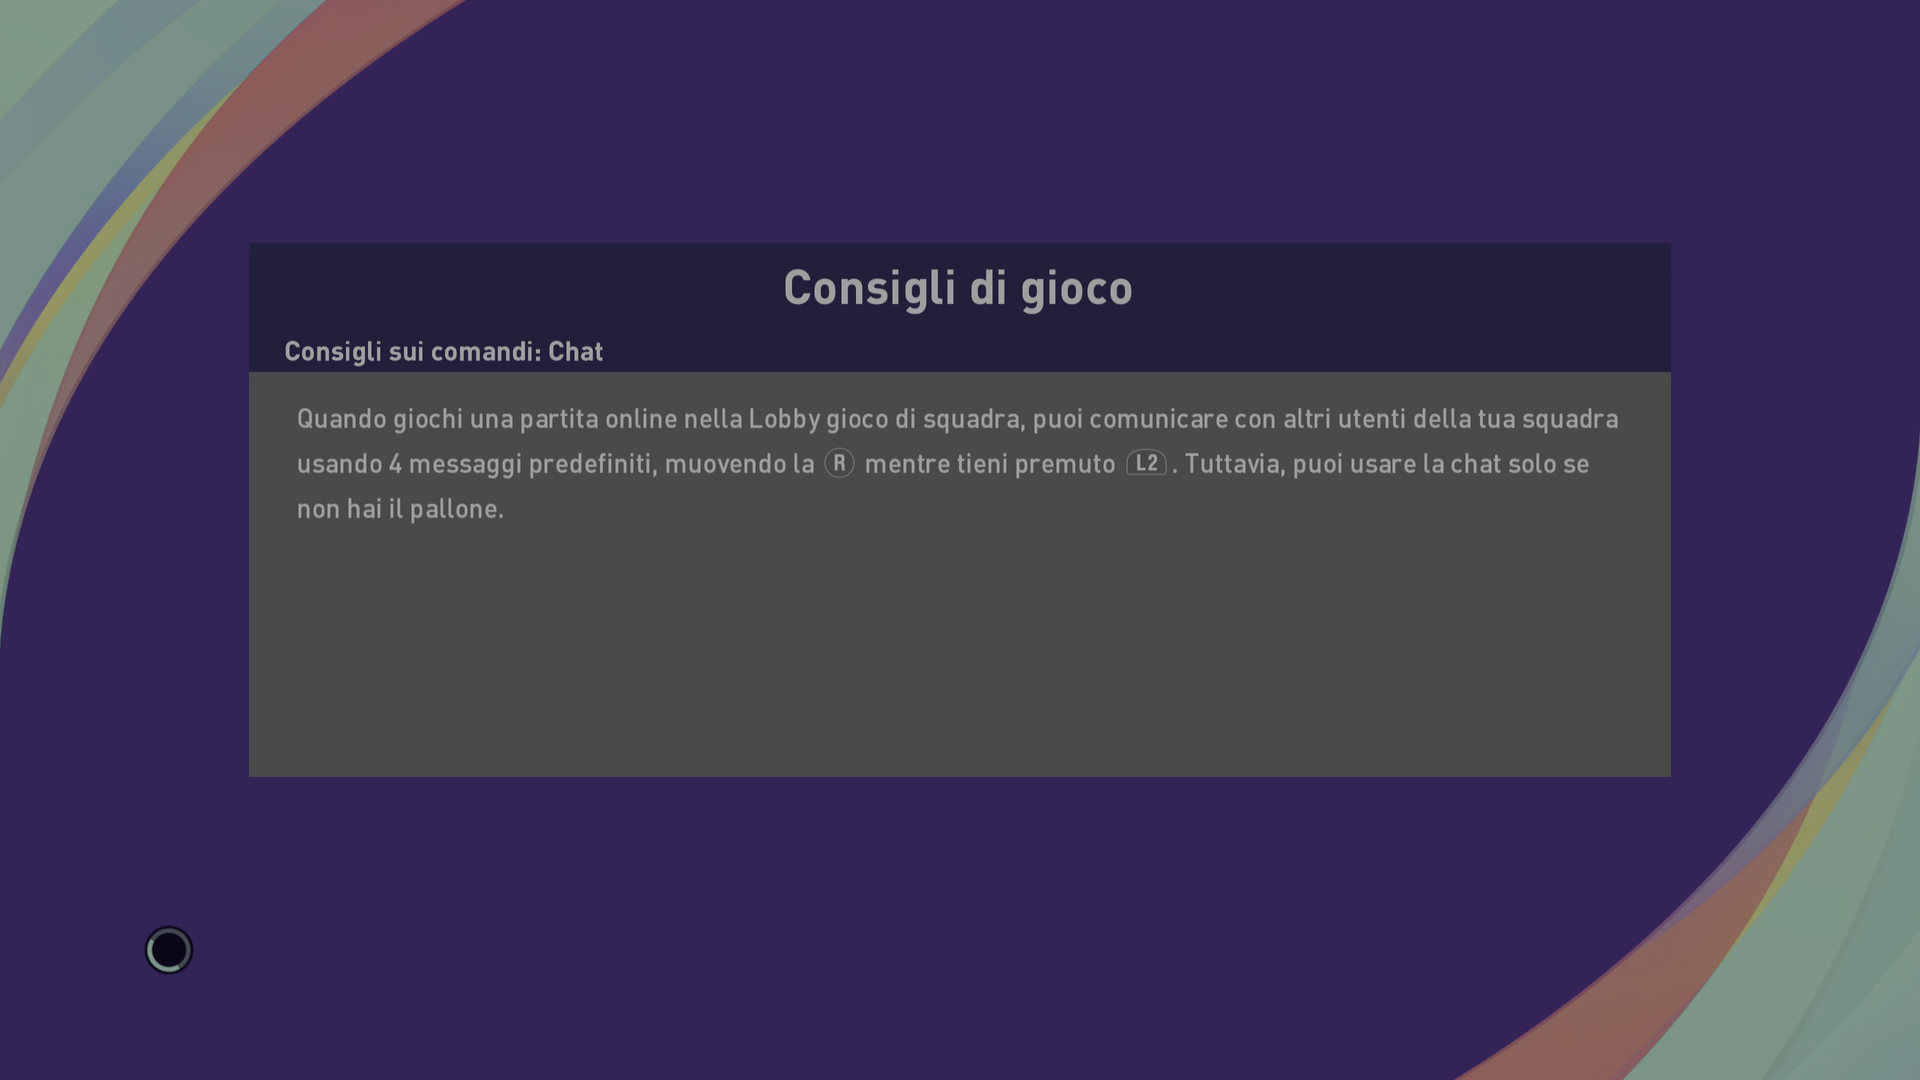 Consigli di gioco
Consigli sui comandi: Chat
Quando giochi una partita online nella Lobby gioco di squadra, puoi comunicare con altri utenti della tua squadra
usando 4 messaggi predefiniti, muovendo la R mentre tieni premuto L2 . Tuttavia, puoi usare la chat solo se
non hai il pallone.